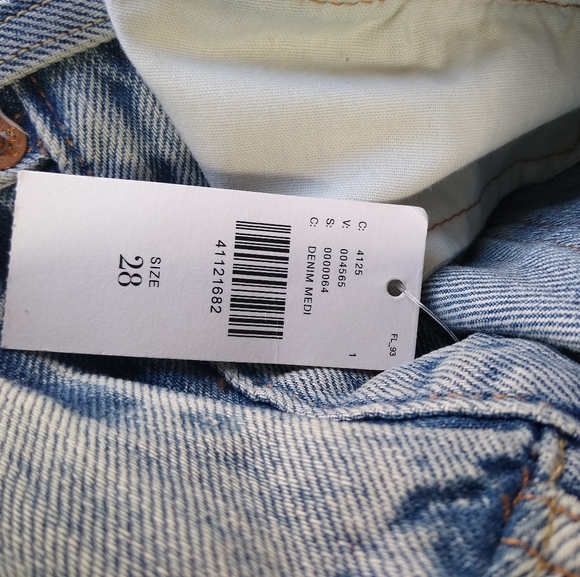 FL_93
C: 4125
V: 004565
S: 0000064
C: DENIM MEDI
1
41121682
SIZE
28